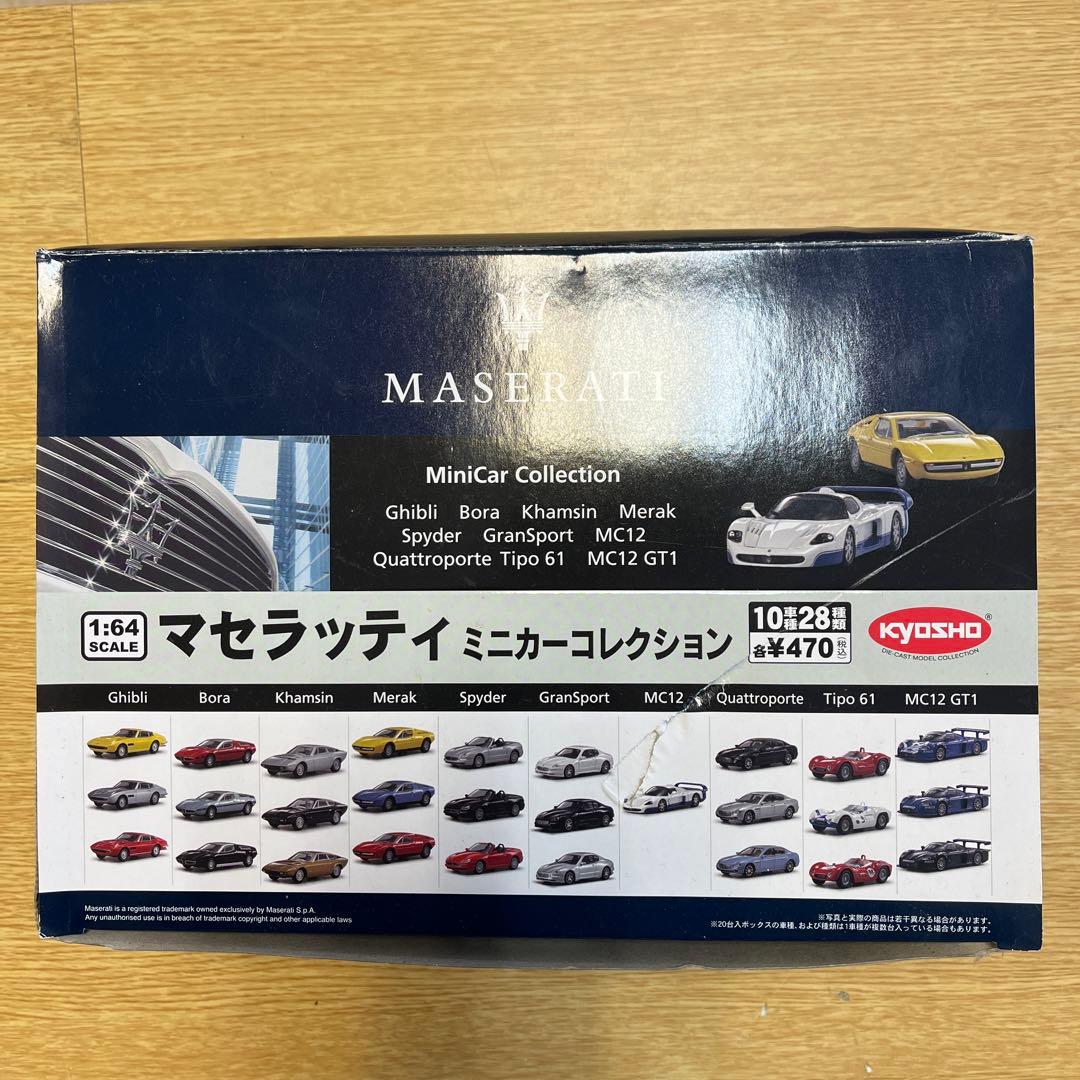 MASERATI
MiniCar Collection
Ghibli Bora Khamsin Merak
Spyder GranSport MC12
Quattroporte Tipo 61 MC12 GT1
1:64 SCALE
マセラッティ ミニカーコレクション
10車種28種類
各¥470(税込)
KYOSHO®
DIE-CAST MODEL COLLECTION
Ghibli Bora Khamsin Merak Spyder GranSport MC12 Quattroporte Tipo 61 MC12 GT1
Maserati is a registered trademark owned exclusively by Maserati S.p.A.
Any unauthorised use is in breach of trademark copyright and other applicable laws
※写真と実際の商品は若干異なる場合があります。
※20台入ボックスの車種、および種類は1車種が複数台入っている場合もあります。